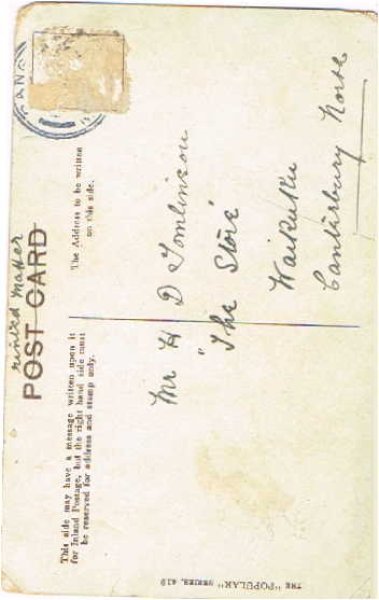 Printed Matter
POST CARD
This side may have a message written upon it
for Inland Postage, but the right hand side must
be reserved for address and stamp only.
The Address to be written
on this side.
Mr H D Tomlinson
"The Store"
Waikuku
Canterbury North
THE "POPULAR" SERIES, 419